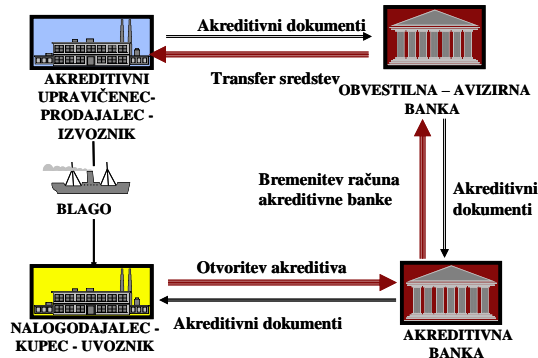 Akreditivni dokumenti
Transfer sredstev
AKREDITIVNI
UPRAVIČENEC-
PRODAJALEC -
IZVOZNIK
OBVESTILNA – AVIZIRNA
BANKA
BLAGO
Bremenitev računa
akreditivne banke
Akreditivni
dokumenti
Otvoritev akreditiva
Akreditivni dokumenti
NALOGODAJALEC -
KUPEC - UVOZNIK
AKREDITIVNA
BANKA